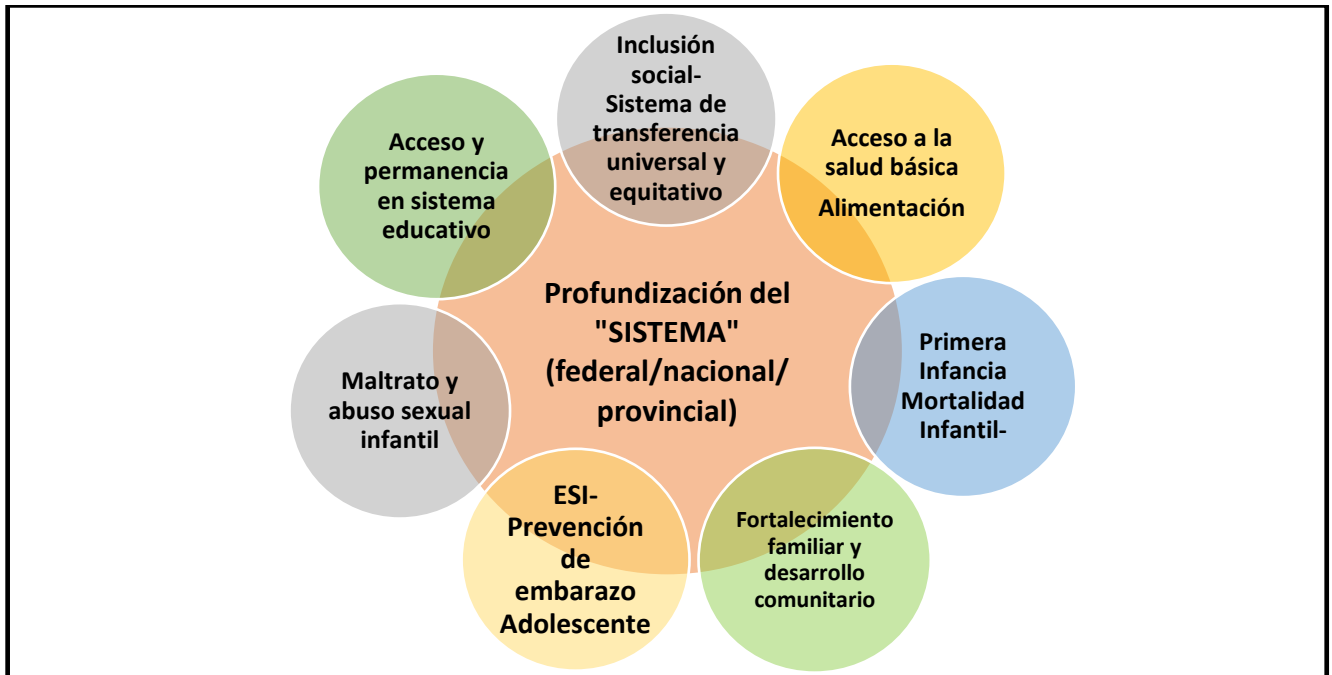 Inclusión
social-
Sistema de
transferencia
universal y
equitativo
Acceso a la
salud básica
Alimentación
Primera
Infancia
Mortalidad
Infantil-
Fortalecimiento
familiar y
desarrollo
comunitario
ESI-
Prevención
de
embarazo
Adolescente
Maltrato y
abuso sexual
infantil
Acceso y
permanencia
en sistema
educativo
Profundización del
"SISTEMA"
(federal/nacional/
provincial)